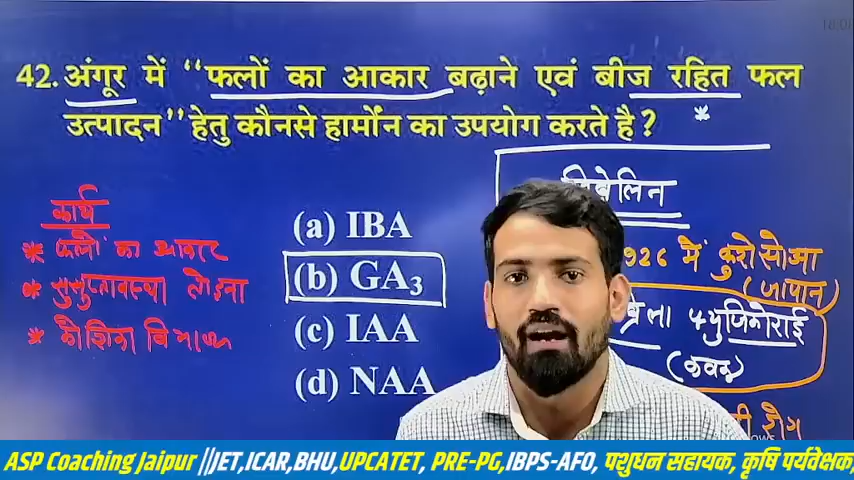 42. अंगूर में ‘‘फलों का आकार बढ़ाने एवं बीज रहित फल
उत्पादन’’ हेतु कौनसे हार्मोन का उपयोग करते है ?
*
कार्य
* फलों का आकार
* सुसुप्तावस्था तोड़ना
* कोशिका
(a) IBA
(b) GA3
(c) IAA
(d) NAA
जिब्रेलिन
926 में कुरोसोआ
(जापान)
फ्युजिकोराई
(कवक)
रोग
ASP Coaching Jaipur ||JET,ICAR,BHU,UPCATET, PRE-PG,IBPS-AFO, पशुधन सहायक, कृषि पर्यवेक्षक,